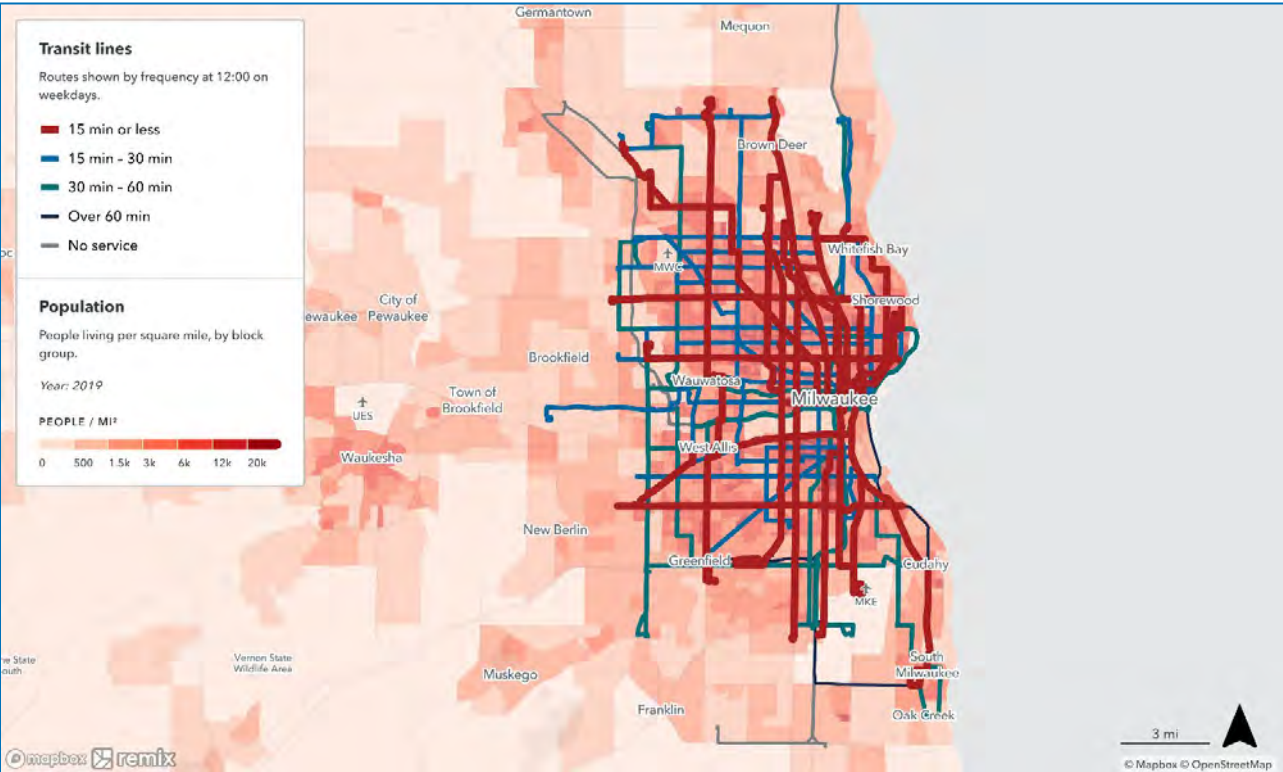 Transit lines
Routes shown by frequency at 12:00 on
weekdays.
15 min or less
15 min - 30 min
30 min - 60 min
Over 60 min
No service
Population
People living per square mile, by block
group.
Year: 2019
PEOPLE / MI²
0 500 1.5k 3k 6k 12k 20k
Germantown
Mequon
Brown Deer
Whitefish Bay
MWC
Shorewood
City of
Pewaukee
ewaukee
Brookfield
Wauwatosa
Milwaukee
Town of
Brookfield
UES
West Allis
Waukesha
New Berlin
Greenfield
Cudahy
MKE
Vernon State
Wildlife Area
ne State
outh
Muskego
South
Milwaukee
Franklin
Oak Creek
oc
3 mi
mapbox remix
© Mapbox © OpenStreetMap